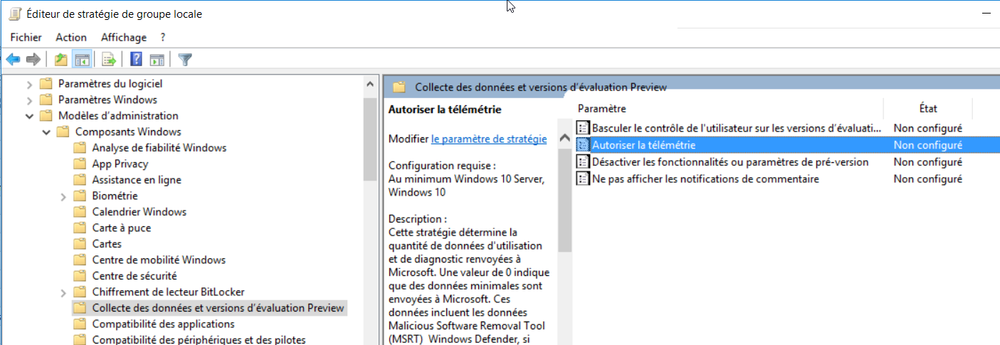 Éditeur de stratégie de groupe locale
Fichier Action Affichage ?
Paramètres du logiciel
Paramètres Windows
Modèles d'administration
Composants Windows
Analyse de fiabilité Windows
App Privacy
Assistance en ligne
Biométrie
Calendrier Windows
Carte à puce
Cartes
Centre de mobilité Windows
Centre de sécurité
Chiffrement de lecteur BitLocker
Collecte des données et versions d'évaluation Preview
Compatibilité des applications
Compatibilité des périphériques et des pilotes
Collecte des données et versions d'évaluation Preview
Autoriser la télémétrie
Modifier le paramètre de stratégie
Configuration requise :
Au minimum Windows 10 Server,
Windows 10
Description :
Cette stratégie détermine la
quantité de données d'utilisation
et de diagnostic renvoyées à
Microsoft. Une valeur de 0 indique
que des données minimales sont
envoyées à Microsoft. Ces
données incluent les données
Malicious Software Removal Tool
(MSRT) Windows Defender, si
Paramètre État
Basculer le contrôle de l'utilisateur sur les versions d'évaluati... Non configuré
Autoriser la télémétrie Non configuré
Désactiver les fonctionnalités ou paramètres de pré-version Non configuré
Ne pas afficher les notifications de commentaire Non configuré